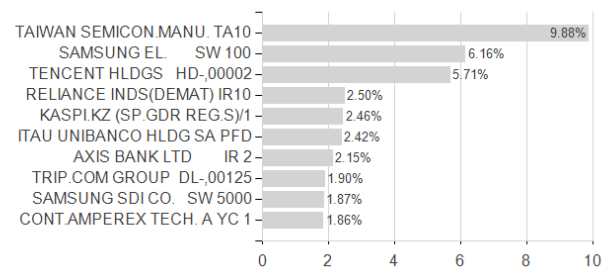 TAIWAN SEMICON.MANU. TA10 9.88%
SAMSUNG EL. SW 100 6.16%
TENCENT HLDGS HD-,00002 5.71%
RELIANCE INDS(DEMAT) IR10 2.50%
KASPI.KZ (SP.GDR REG.S)/1 2.46%
ITAU UNIBANCO HLDG SA PFD 2.42%
AXIS BANK LTD IR 2 2.15%
TRIP.COM GROUP DL-,00125 1.90%
SAMSUNG SDI CO. SW 5000 1.87%
CONT.AMPEREX TECH. A YC 1 1.86%
0 2 4 6 8 10